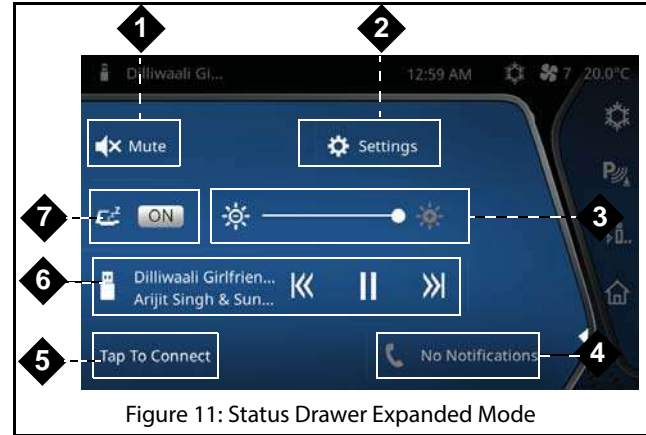 1
2
Dilliwaali Gi...
12:59 AM
7
20.0°C
Mute
Settings
P
7
ON
3
6
Dilliwaali Girlfrien...
Arijit Singh & Sun...
5
Tap To Connect
No Notifications
4
Figure 11: Status Drawer Expanded Mode